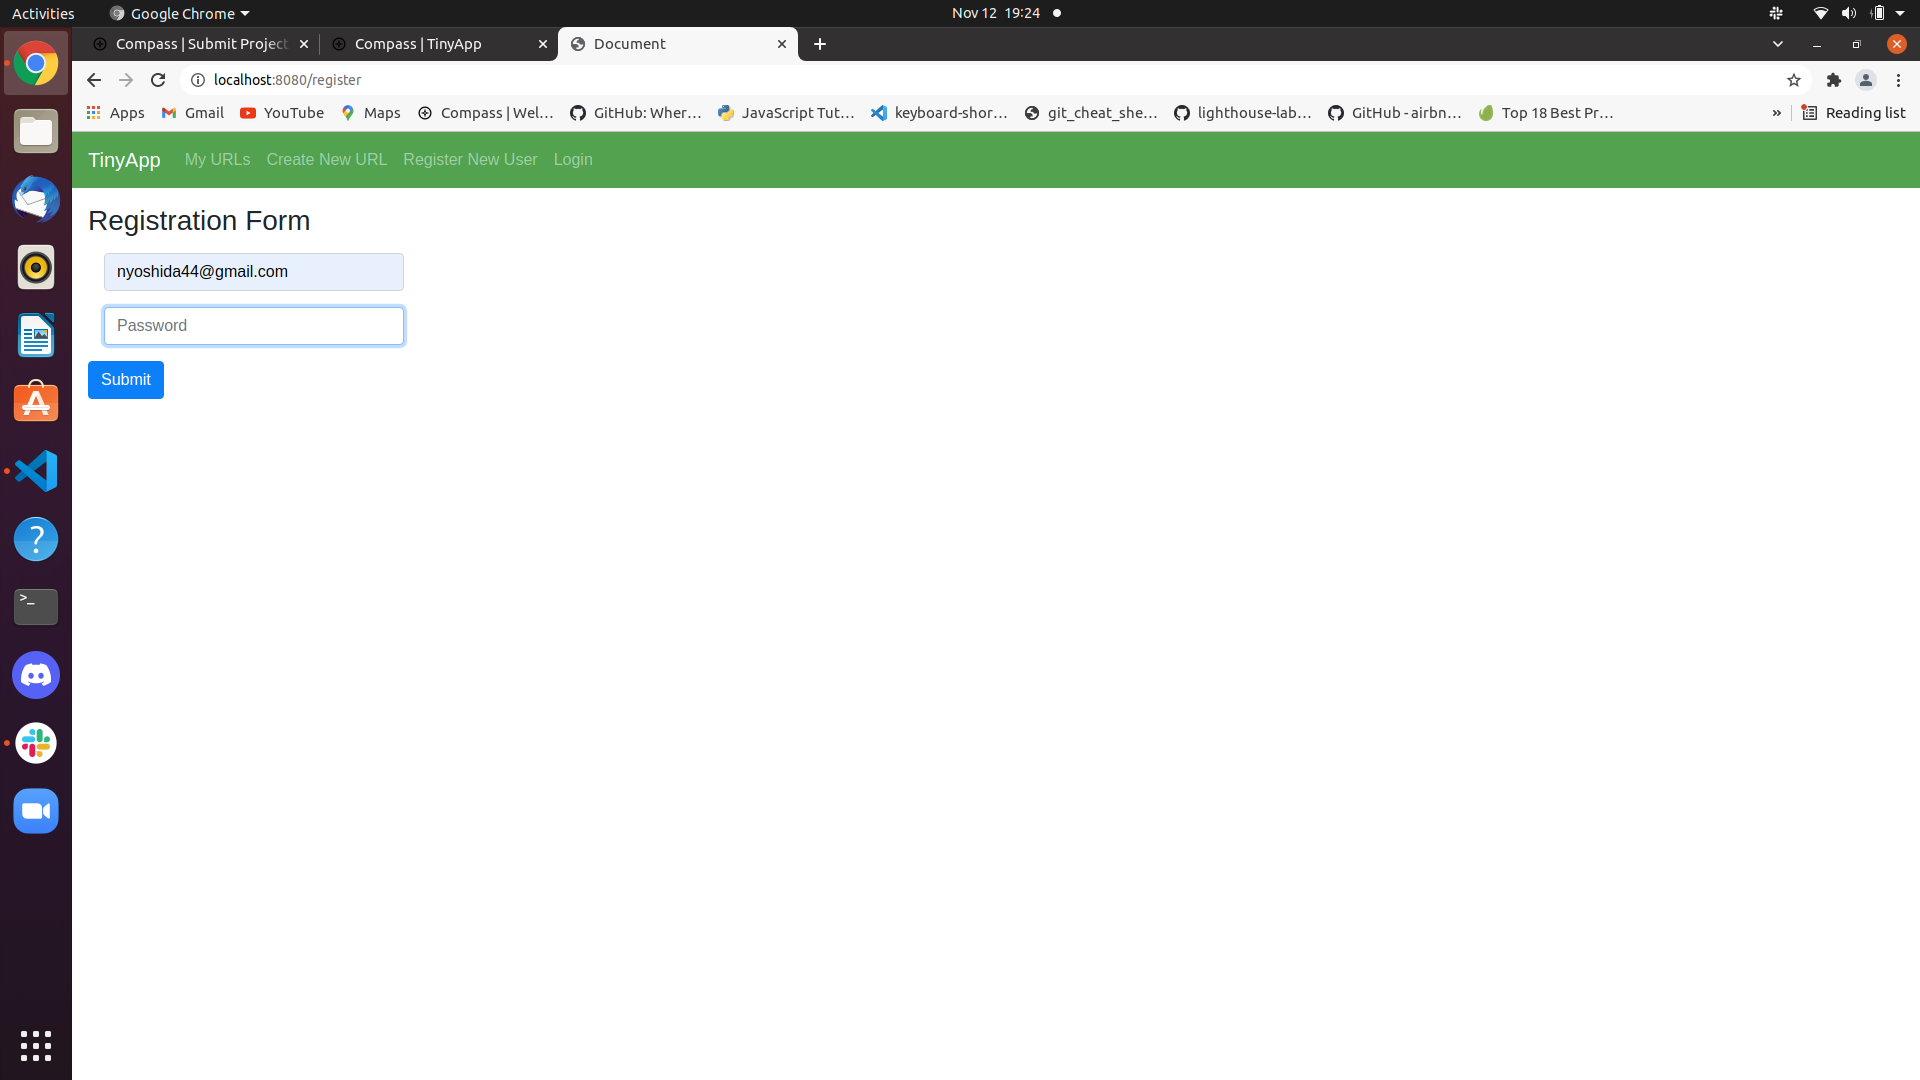 Activities
Google Chrome
Nov 12 19:24
Compass | Submit Project
Compass | TinyApp
Document
localhost:8080/register
Apps
Gmail
YouTube
Maps
Compass | Wel…
GitHub: Wher…
JavaScript Tut…
keyboard-shor…
git_cheat_she…
lighthouse-lab…
GitHub - airbn…
Top 18 Best Pr…
»
Reading list
TinyApp
My URLs
Create New URL
Register New User
Login
Registration Form
nyoshida44@gmail.com
Password
Submit